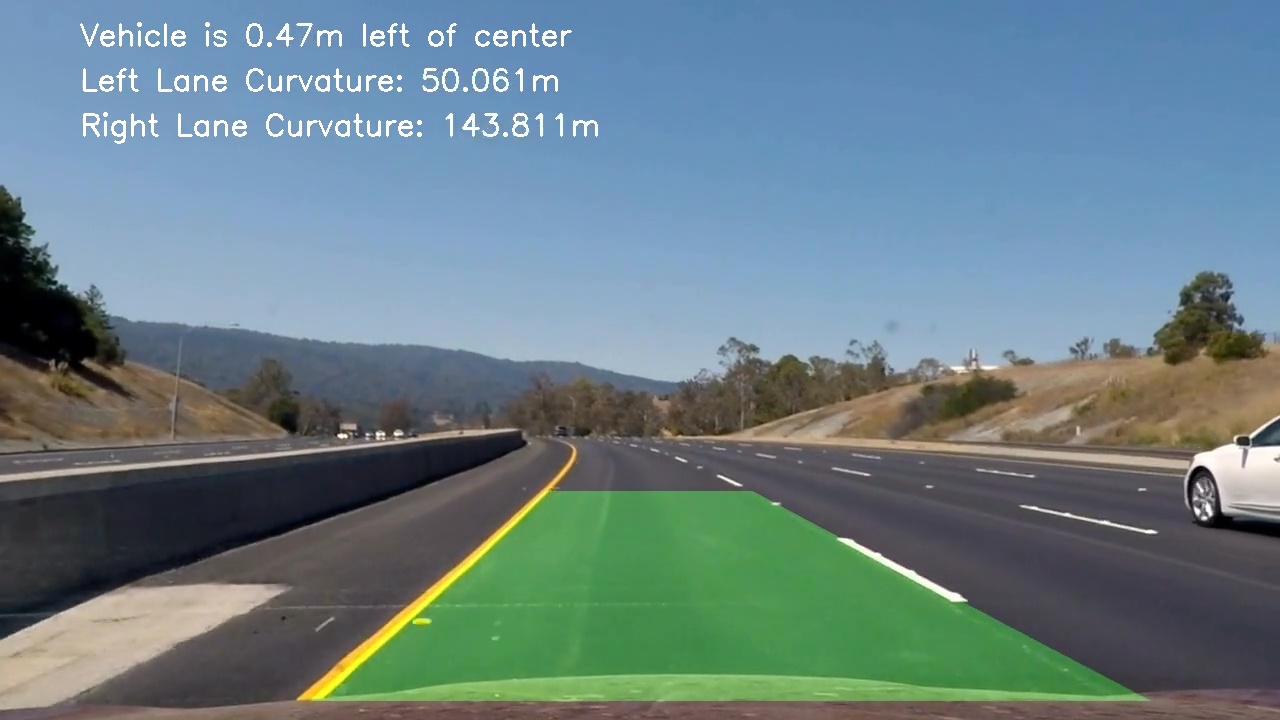 Vehicle is 0.47m left of center
Left Lane Curvature: 50.061m
Right Lane Curvature: 143.811m